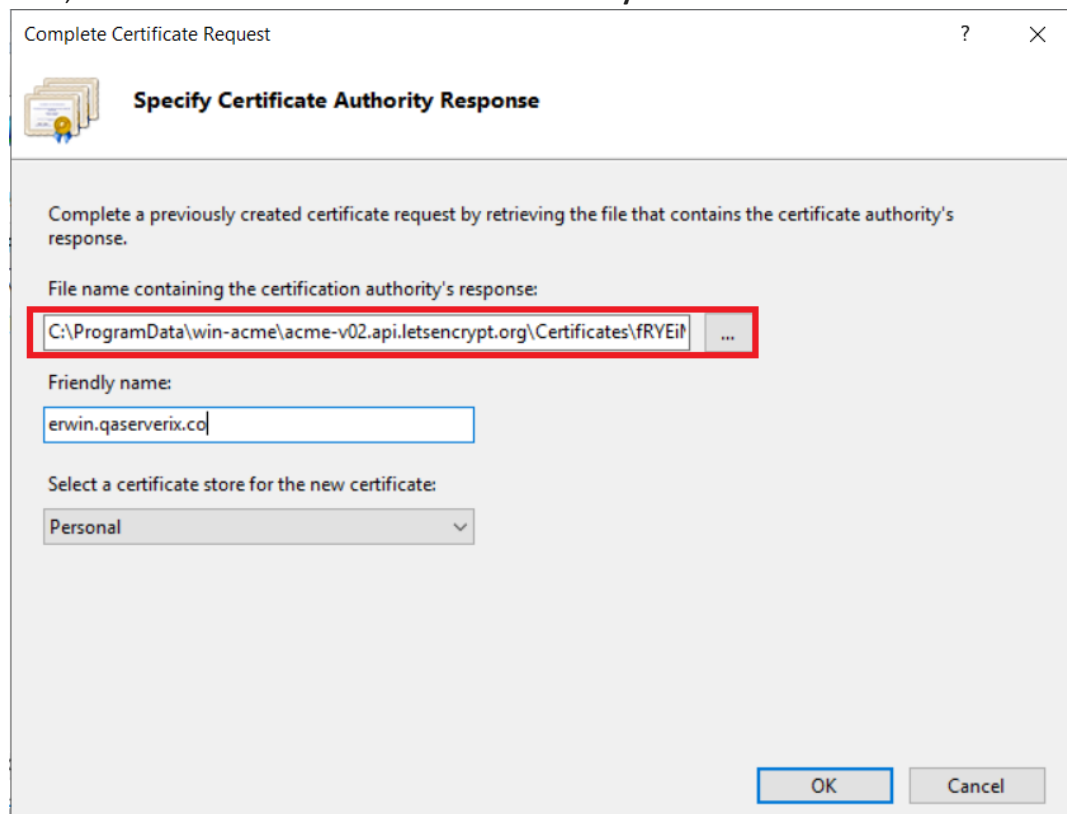 Complete Certificate Request
?
Specify Certificate Authority Response
Complete a previously created certificate request by retrieving the file that contains the certificate authority's
response.
File name containing the certification authority's response:
C:\ProgramData\win-acme\acme-v02.api.letsencrypt.org\Certificates\fRYEiN
...
Friendly name:
erwin.qaserverix.co
Select a certificate store for the new certificate:
Personal
OK
Cancel